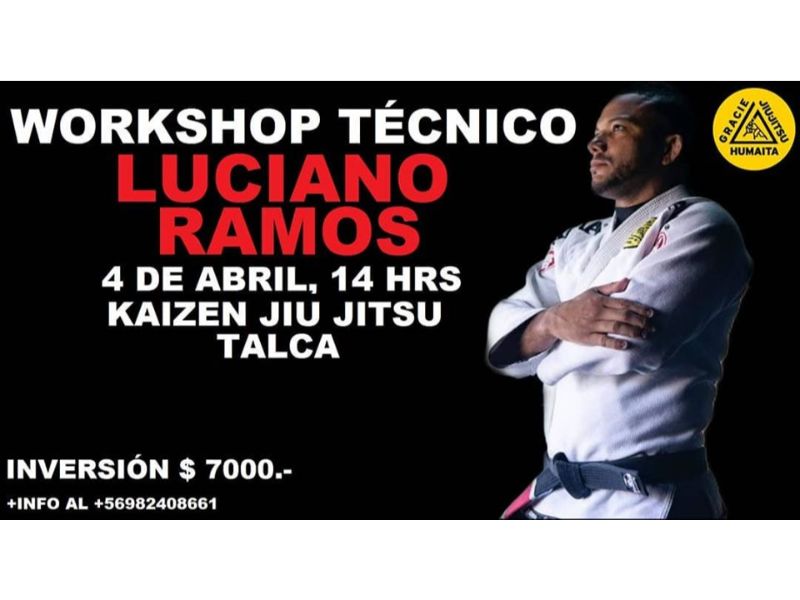 WORKSHOP TÉCNICO
LUCIANO
RAMOS
4 DE ABRIL, 14 HRS
KAIZEN JIU JITSU
TALCA
INVERSIÓN $ 7000.-
+INFO AL +56982408661
GRACIE JIUJITSU
HUMAITA